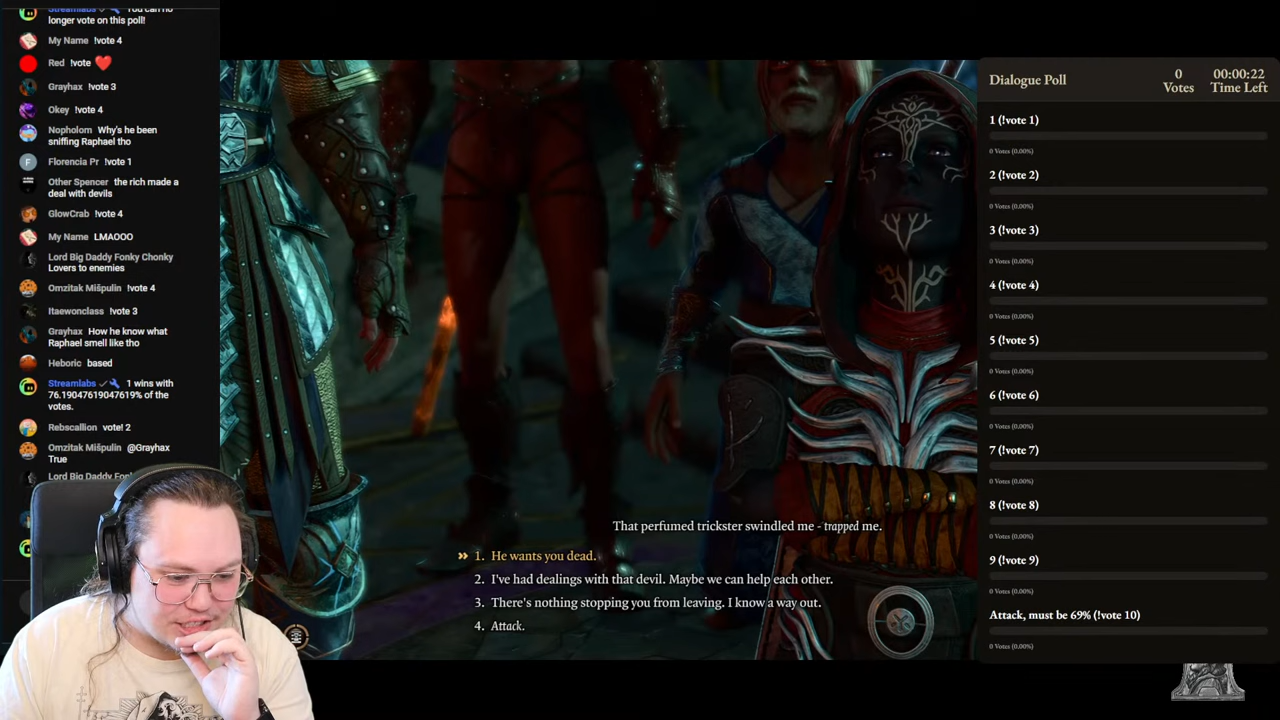 Streamlabs You can no
longer vote on this poll!
My Name !vote 4
Red !vote ❤️
Grayhax !vote 3
Okey !vote 4
Nopholom Why's he been
sniffing Raphael tho
Florencia Pr !vote 1
Other Spencer the rich made a
deal with devils
GlowCrab !vote 4
My Name LMAOOO
Lord Big Daddy Fonky Chonky
Lovers to enemies
Omzitak Mišpulin !vote 4
Itaewonclass !vote 3
Grayhax How he know what
Raphael smell like tho
Heboric based
Streamlabs 1 wins with
76.19047619047619% of the
votes.
Rebscallion vote! 2
Omzitak Mišpulin @Grayhax
True
Lord Big Daddy
That perfumed trickster swindled me - trapped me.
1. He wants you dead.
2. I've had dealings with that devil. Maybe we can help each other.
3. There's nothing stopping you from leaving. I know a way out.
4. Attack.
Dialogue Poll
0
Votes
00:00:22
Time Left
1 (!vote 1)
0 Votes (0.00%)
2 (!vote 2)
0 Votes (0.00%)
3 (!vote 3)
0 Votes (0.00%)
4 (!vote 4)
0 Votes (0.00%)
5 (!vote 5)
0 Votes (0.00%)
6 (!vote 6)
0 Votes (0.00%)
7 (!vote 7)
0 Votes (0.00%)
8 (!vote 8)
0 Votes (0.00%)
9 (!vote 9)
0 Votes (0.00%)
Attack, must be 69% (!vote 10)
0 Votes (0.00%)